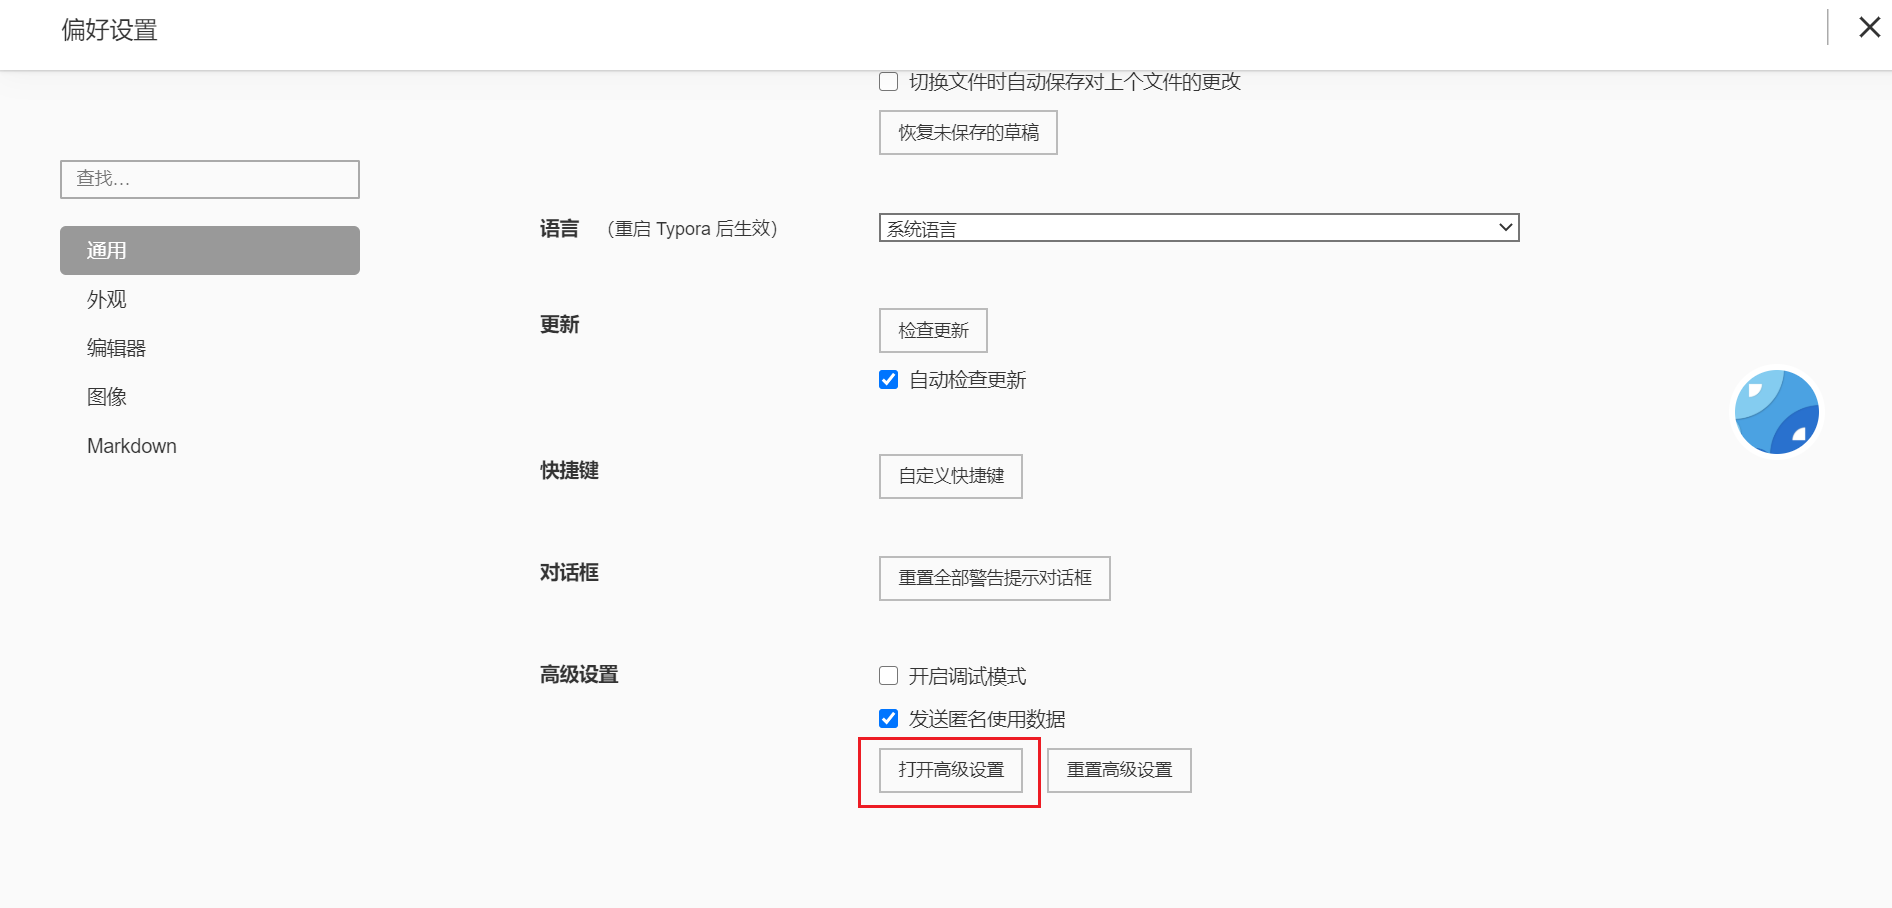 偏好设置
切换文件时自动保存对上个文件的更改
恢复未保存的草稿
查找...
通用
外观
编辑器
图像
Markdown
语言 （重启 Typora 后生效） 系统语言
更新 检查更新
自动检查更新
快捷键 自定义快捷键
对话框 重置全部警告提示对话框
高级设置 开启调试模式
发送匿名使用数据
打开高级设置 重置高级设置